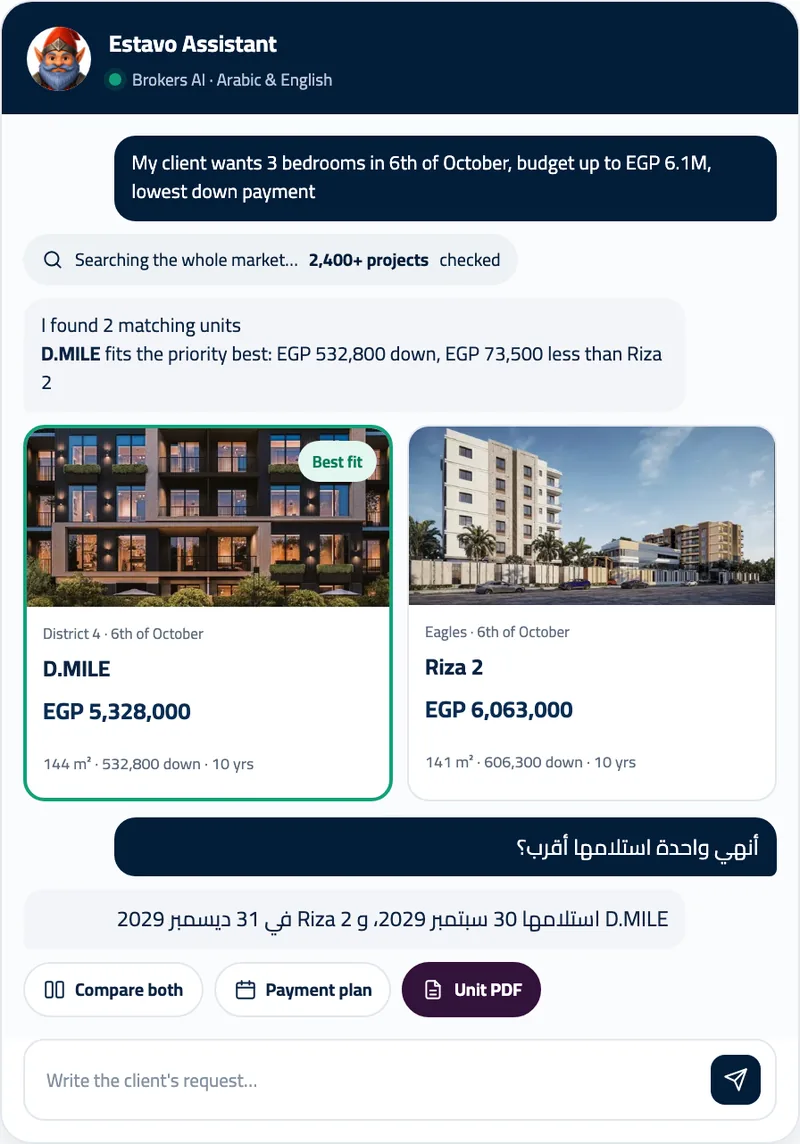 Estavo Assistant
Brokers AI · Arabic & English
My client wants 3 bedrooms in 6th of October, budget up to EGP 6.1M,
lowest down payment
Searching the whole market... 2,400+ projects checked
I found 2 matching units
D.MILE fits the priority best: EGP 532,800 down, EGP 73,500 less than Riza
2
Best fit
District 4 · 6th of October
D.MILE
EGP 5,328,000
144 m² · 532,800 down · 10 yrs
Eagles · 6th of October
Riza 2
EGP 6,063,000
141 m² · 606,300 down · 10 yrs
أنهي واحدة استلامها أقرب؟
D.MILE استلامها 30 سبتمبر 2029، و Riza 2 في 31 ديسمبر 2029
Compare both
Payment plan
Unit PDF
Write the client's request...